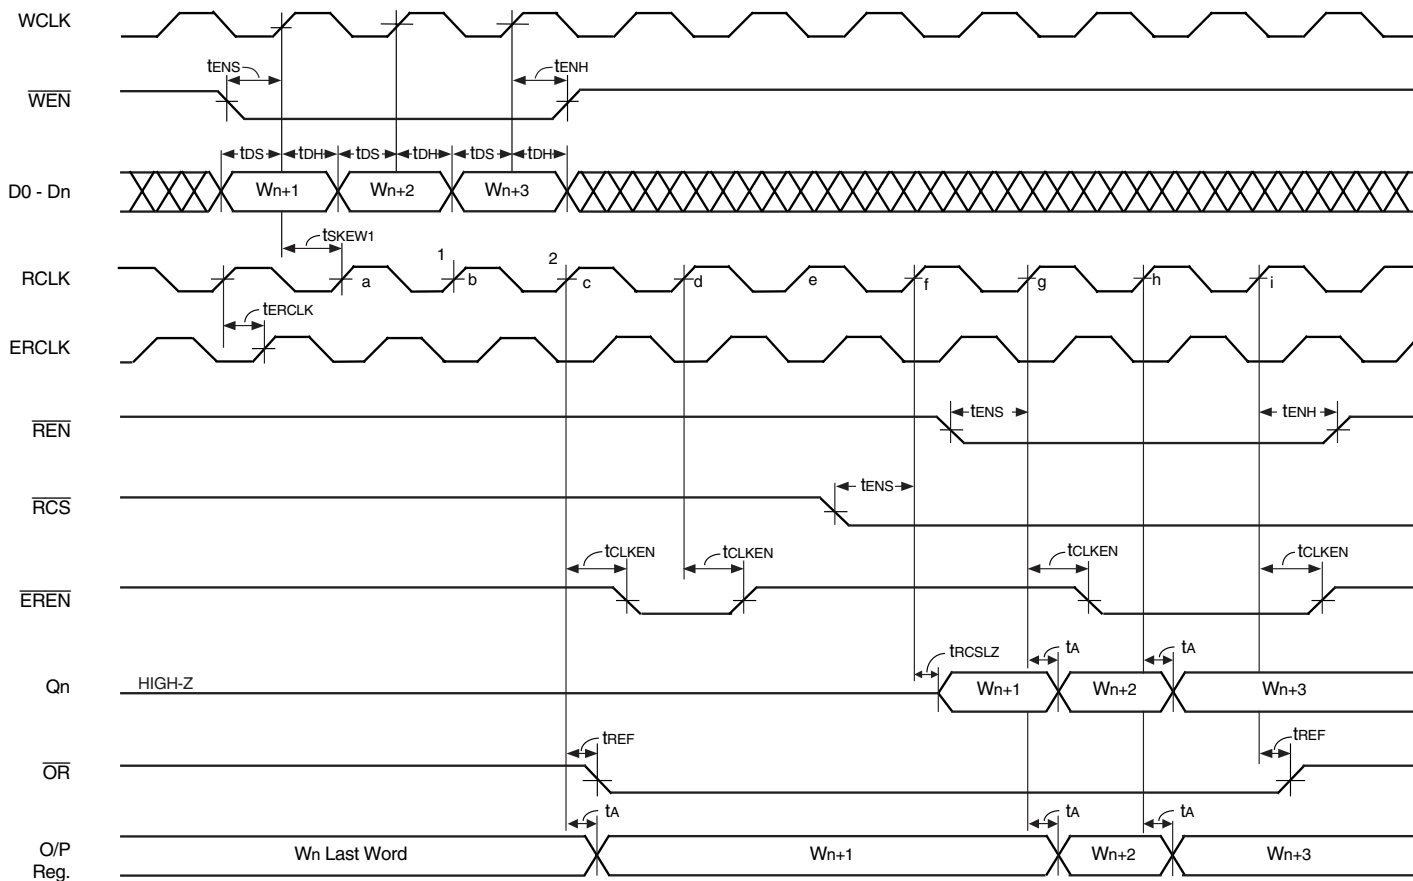 WCLK
tENS
tENH
WEN
tDS tDH tDS tDH tDS tDH
D0 - Dn
Wn+1 Wn+2 Wn+3
tSKEW1
1 2
RCLK
a b c d e f g h i
tERCLK
ERCLK
REN
tENS tENH
RCS
tENS
tCLKEN tCLKEN tCLKEN tCLKEN
EREN
tRCSLZ tA tA
Qn
HIGH-Z
Wn+1 Wn+2 Wn+3
tREF tREF
OR
tA tA tA
O/P
Reg.
Wn Last Word Wn+1 Wn+2 Wn+3